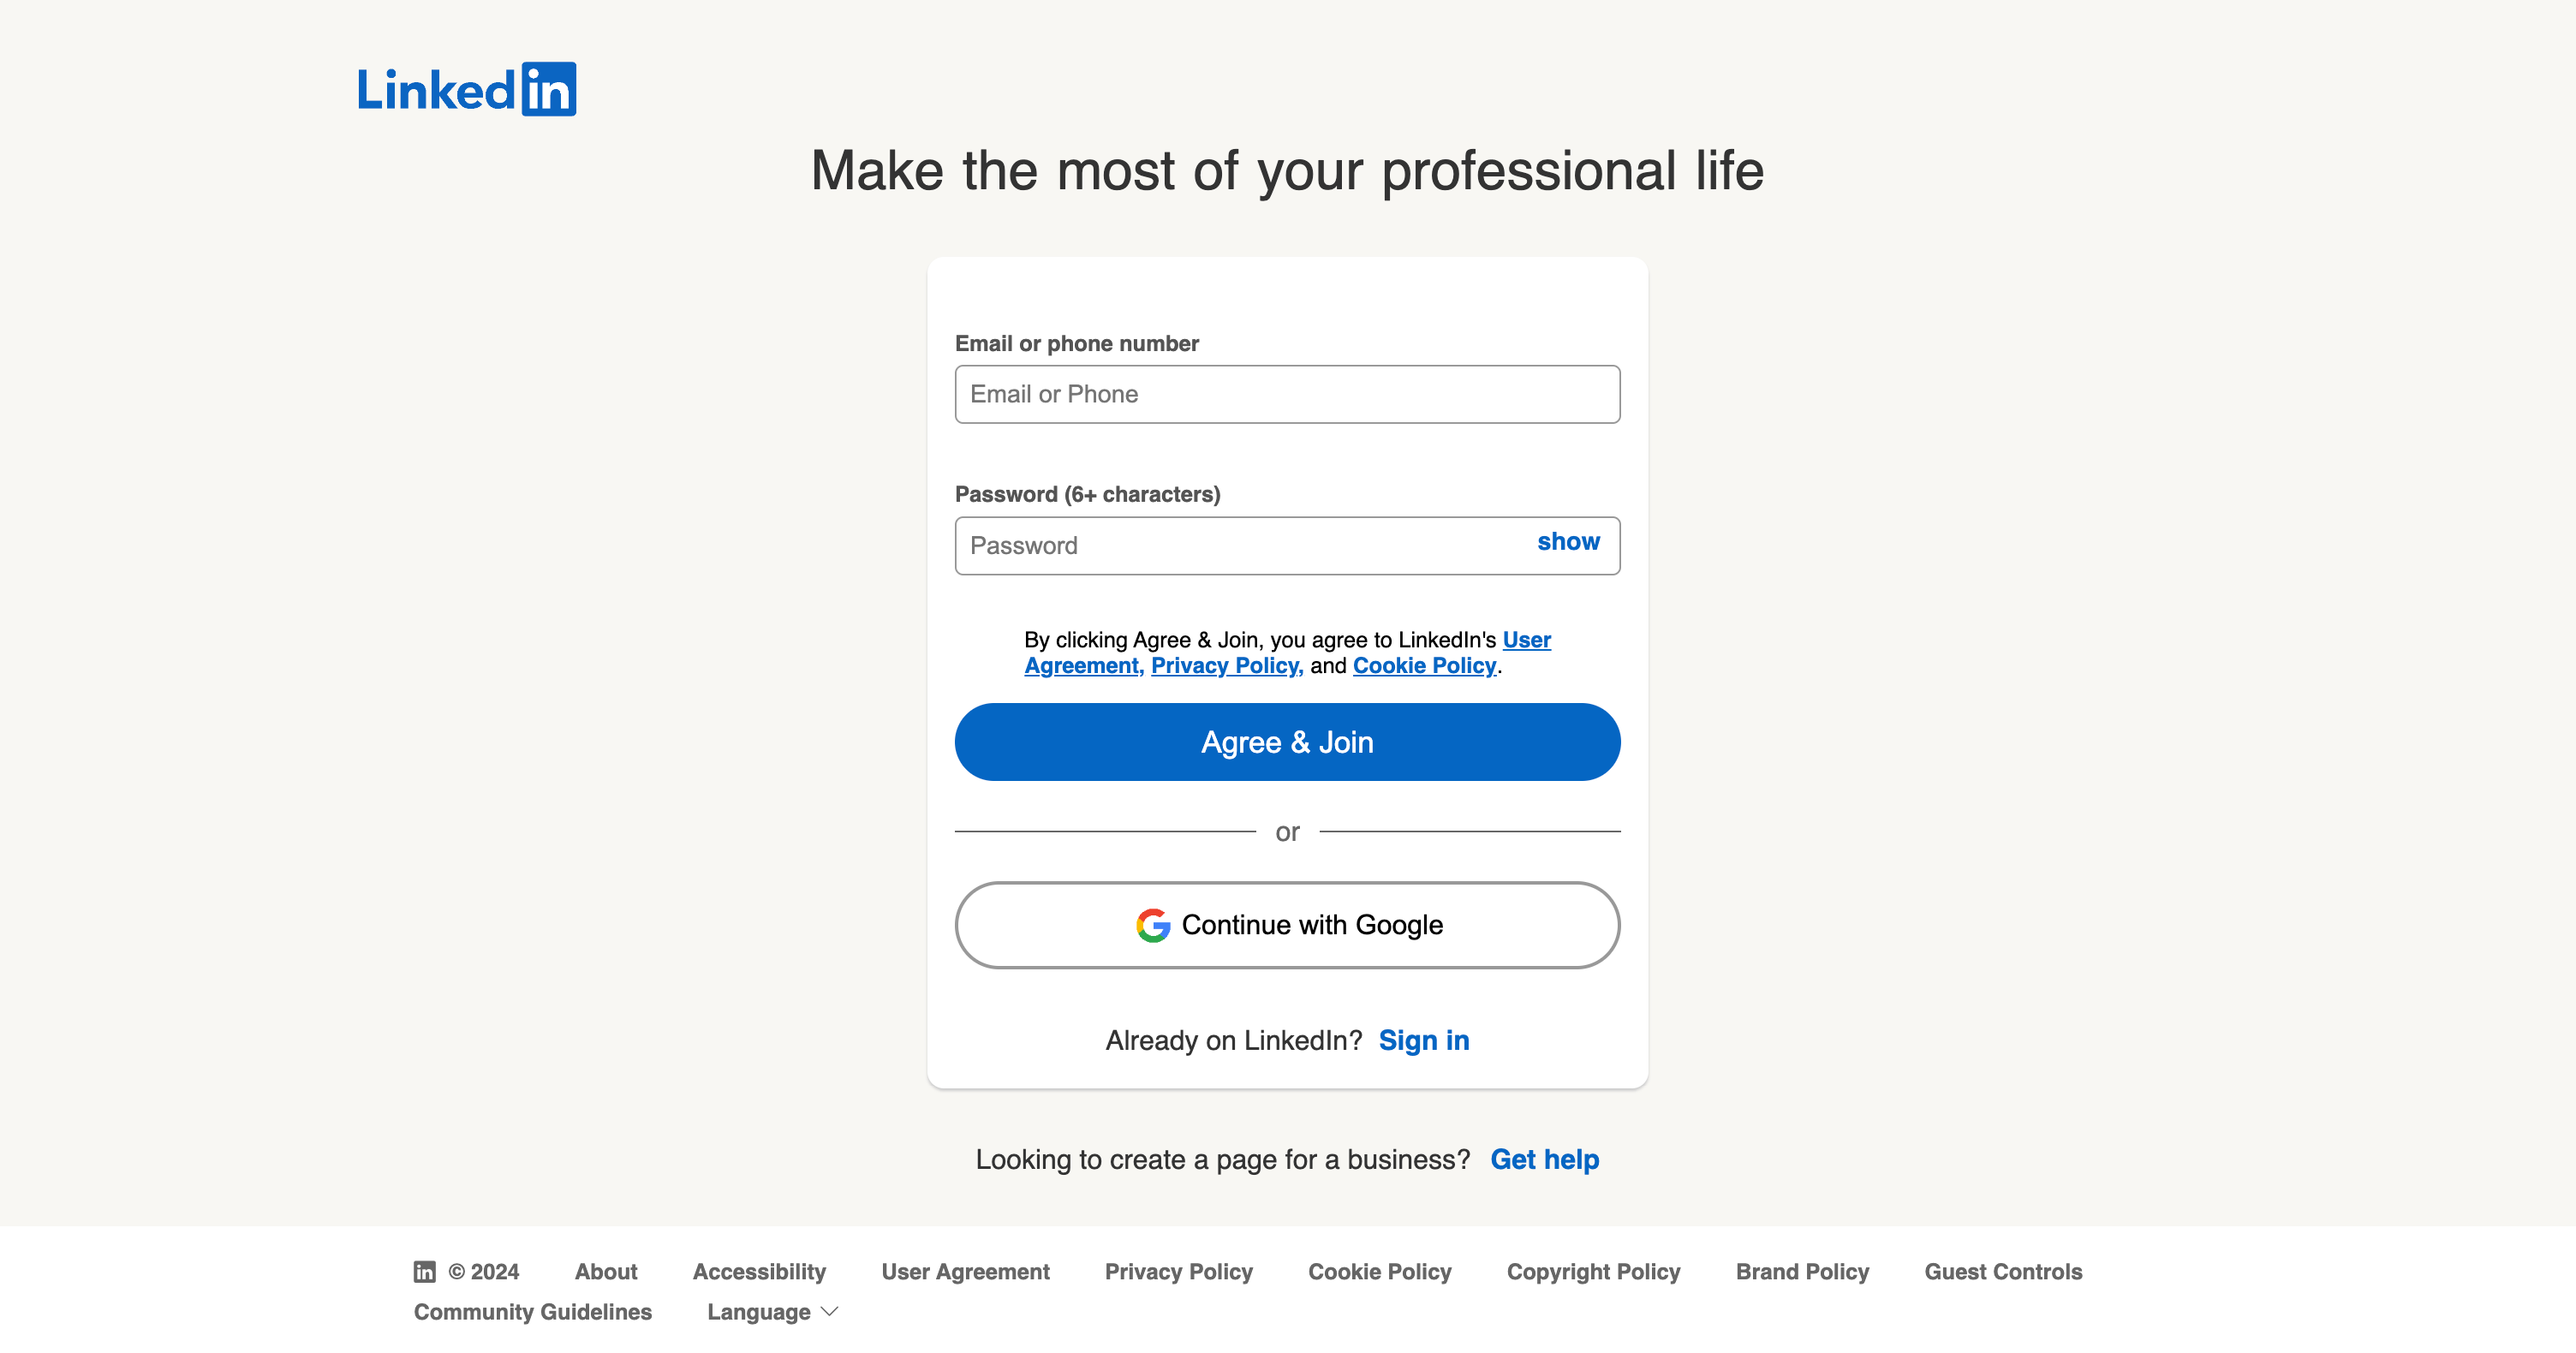 Linkedin
Make the most of your professional life
Email or phone number
Email or Phone
Password (6+ characters)
Password show
By clicking Agree & Join, you agree to LinkedIn's User
Agreement, Privacy Policy, and Cookie Policy.
Agree & Join
or
Continue with Google
Already on LinkedIn? Sign in
Looking to create a page for a business? Get help
in © 2024 About Accessibility User Agreement Privacy Policy Cookie Policy Copyright Policy Brand Policy Guest Controls
Community Guidelines Language